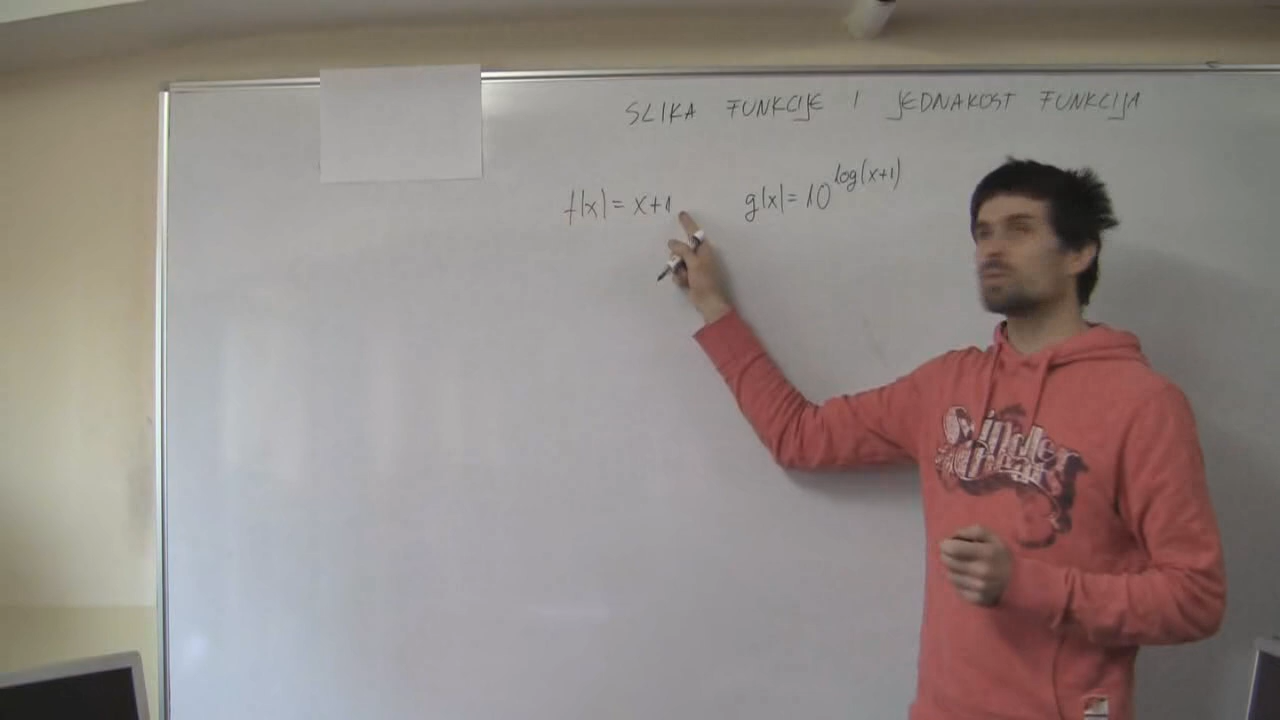 SLIKA FUNKCIJE I JEDNAKOST FUNKCIJA
f(x) = x+1 g(x) = 10^log(x+1)